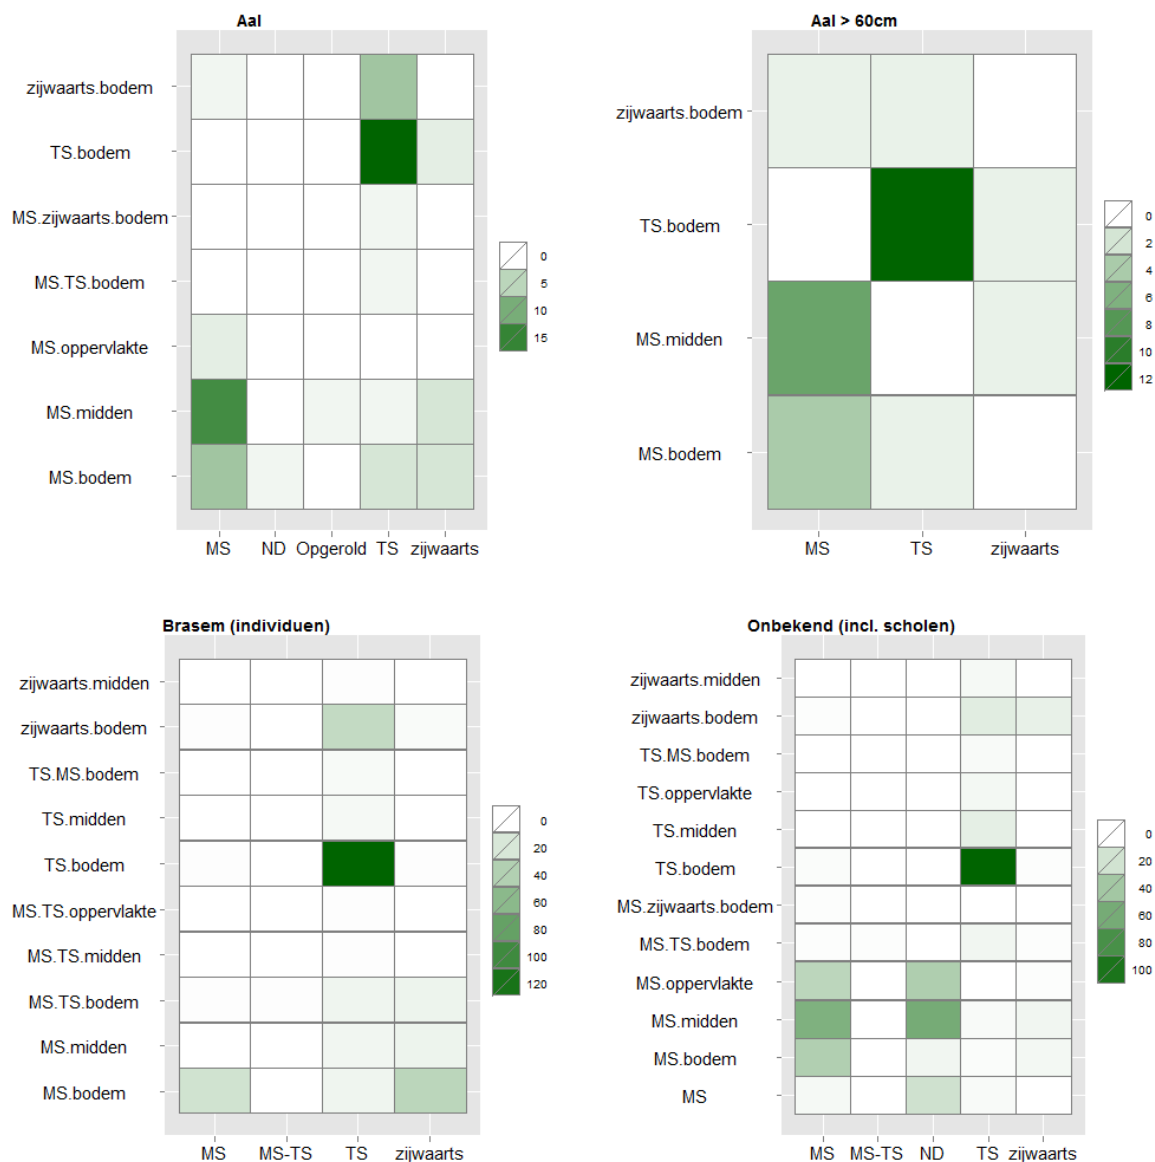 Aal
zijwaarts.bodem
TS.bodem
MS.zijwaarts.bodem
MS.TS.bodem
MS.oppervlakte
MS.midden
MS.bodem
MS ND Opgerold TS zijwaarts
0
5
10
15
Aal > 60cm
zijwaarts.bodem
TS.bodem
MS.midden
MS.bodem
MS TS zijwaarts
0
2
4
6
8
10
12
Brasem (individuen)
zijwaarts.midden
zijwaarts.bodem
TS.MS.bodem
TS.midden
TS.bodem
MS.TS.oppervlakte
MS.TS.midden
MS.TS.bodem
MS.midden
MS.bodem
MS MS-TS TS zijwaarts
0
20
40
60
80
100
120
Onbekend (incl. scholen)
zijwaarts.midden
zijwaarts.bodem
TS.MS.bodem
TS.oppervlakte
TS.midden
TS.bodem
MS.zijwaarts.bodem
MS.TS.bodem
MS.oppervlakte
MS.midden
MS.bodem
MS
MS MS-TS ND TS zijwaarts
0
20
40
60
80
100